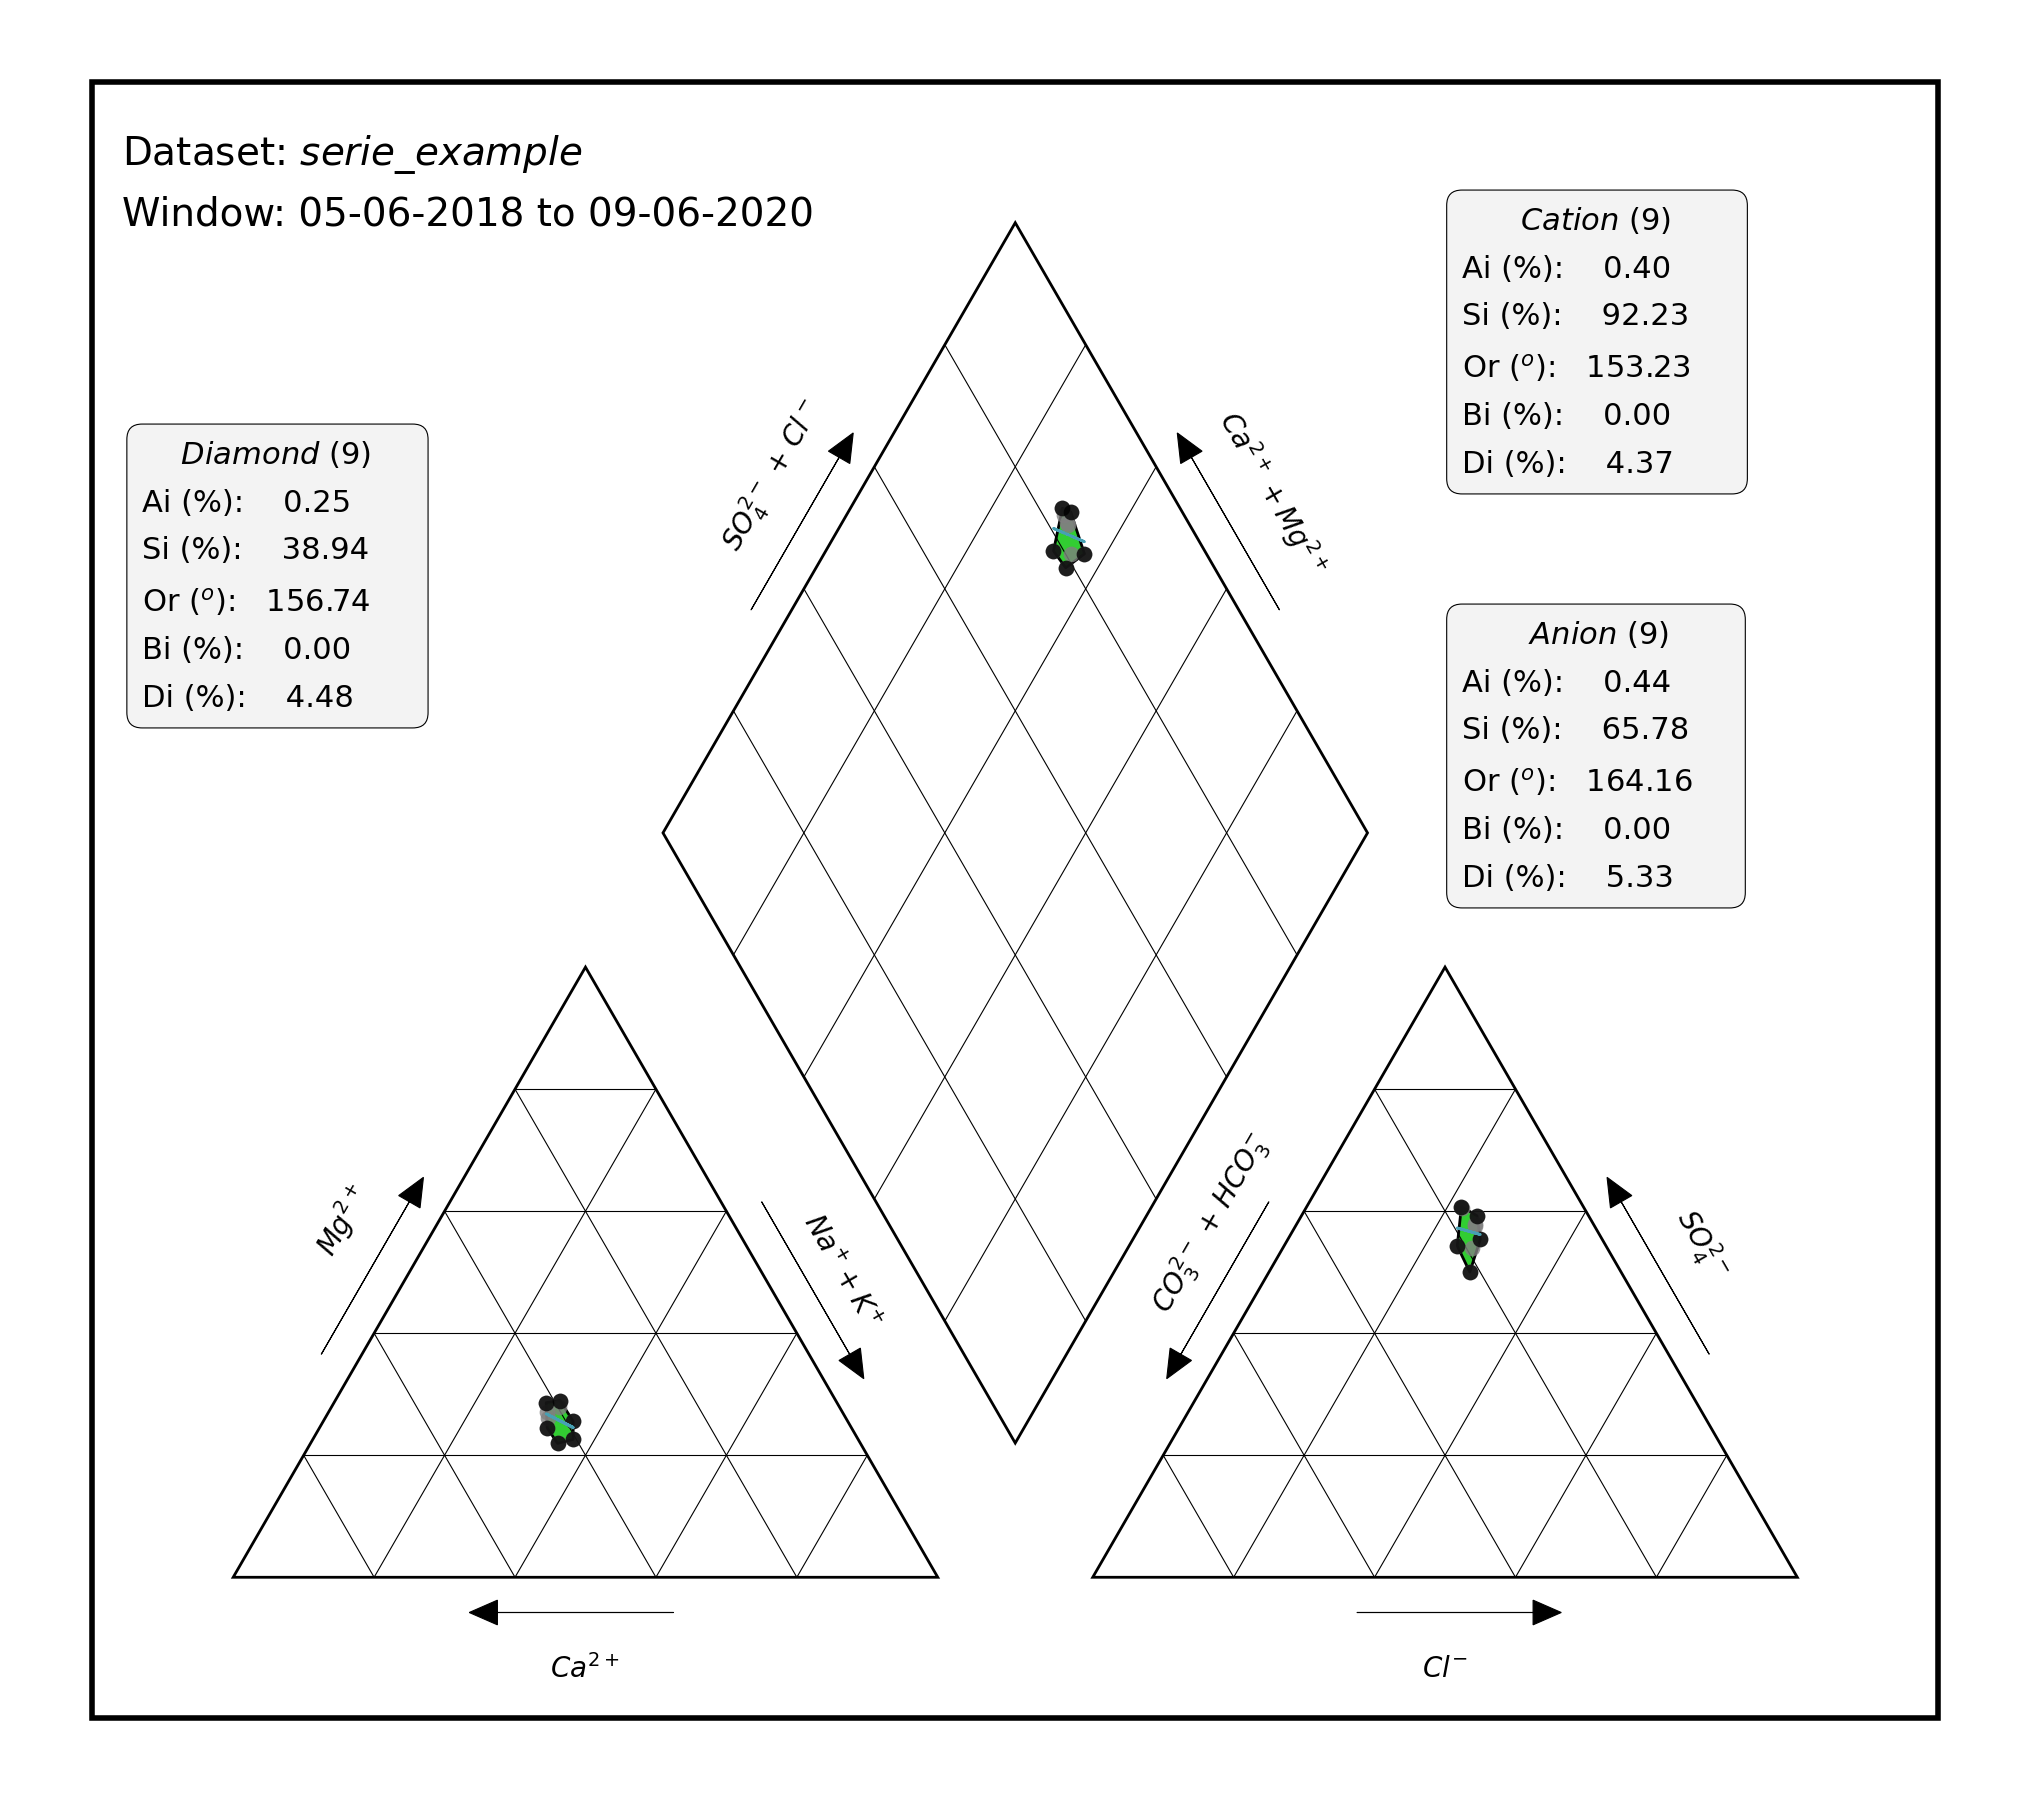 Dataset: serie_example
Window: 05-06-2018 to 09-06-2020
Cation (9)
Ai (%): 0.40
Si (%): 92.23
Or (º): 153.23
Bi (%): 0.00
Di (%): 4.37
Diamond (9)
Ai (%): 0.25
Si (%): 38.94
Or (º): 156.74
Bi (%): 0.00
Di (%): 4.48
SO₄²⁻ + Cl⁻
Ca²⁺ + Mg²⁺
Anion (9)
Ai (%): 0.44
Si (%): 65.78
Or (º): 164.16
Bi (%): 0.00
Di (%): 5.33
Mg²⁺
Na⁺ + K⁺
CO₃²⁻ + HCO₃⁻
SO₄²⁻
Ca²⁺
Cl⁻